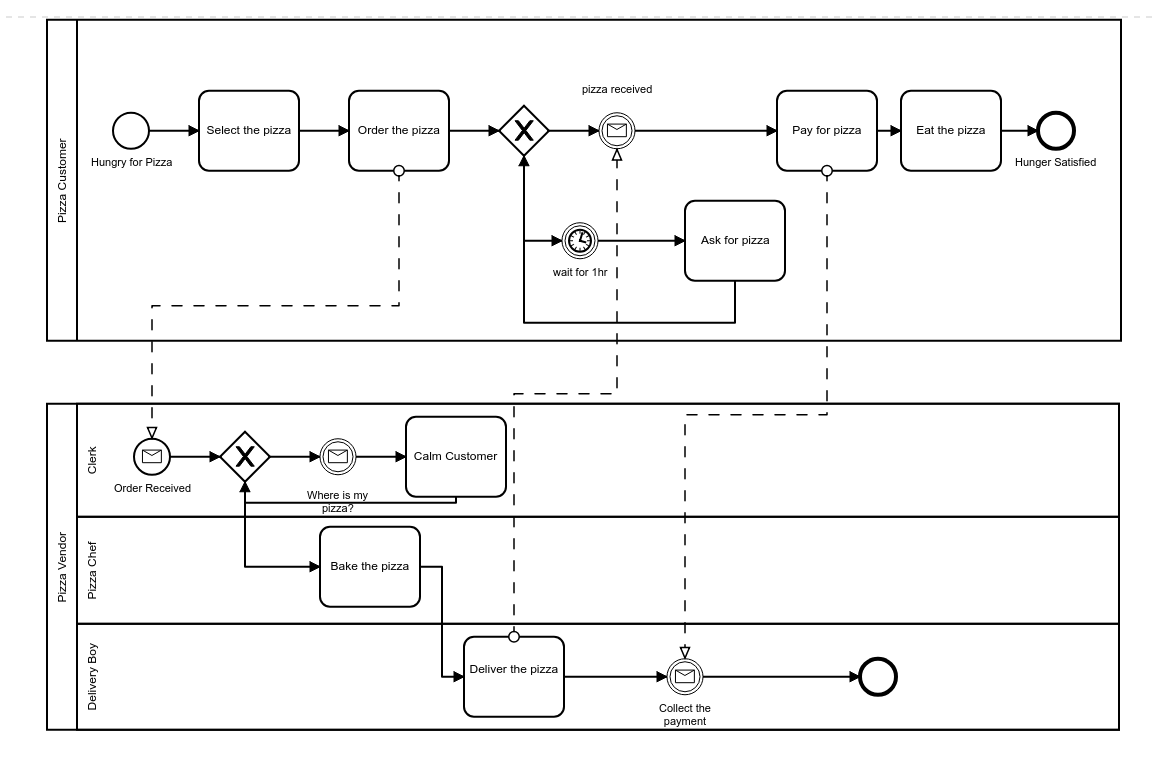 Pizza Customer
pizza received
Select the pizza
Order the pizza
Pay for pizza
Eat the pizza
Hungry for Pizza
Hunger Satisfied
Ask for pizza
wait for 1hr
Pizza Vendor
Clerk
Calm Customer
Order Received
Where is my
pizza?
Pizza Chef
Bake the pizza
Delivery Boy
Deliver the pizza
Collect the
payment